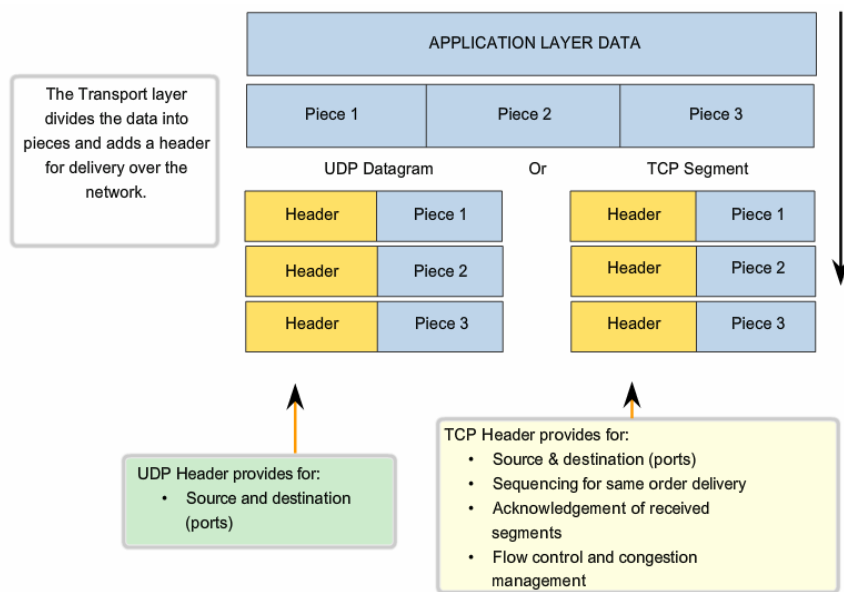 APPLICATION LAYER DATA
The Transport layer
divides the data into
pieces and adds a header
for delivery over the
network.
Piece 1
Piece 2
Piece 3
UDP Datagram
Or
TCP Segment
Header
Piece 1
Header
Piece 2
Header
Piece 3
Header
Piece 1
Header
Piece 2
Header
Piece 3
UDP Header provides for:
• Source and destination
(ports)
TCP Header provides for:
• Source & destination (ports)
• Sequencing for same order delivery
• Acknowledgement of received
segments
• Flow control and congestion
management